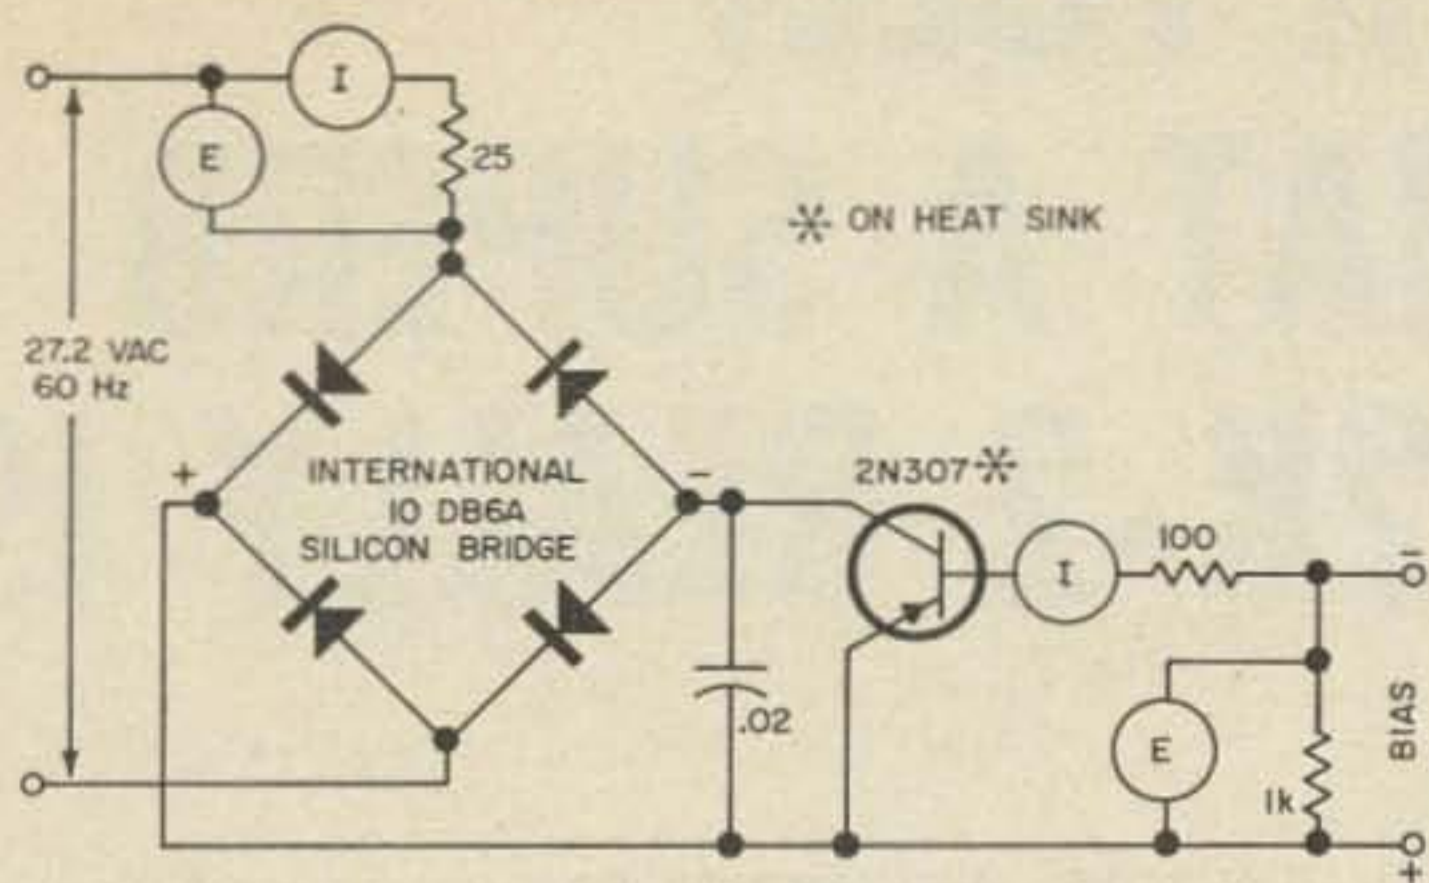 I
E
25
✲ ON HEAT SINK
27.2 VAC
60 Hz
+
INTERNATIONAL
10 DB6A
SILICON BRIDGE
-
2N307✲
I
100
-
.02
E
1k
BIAS
+